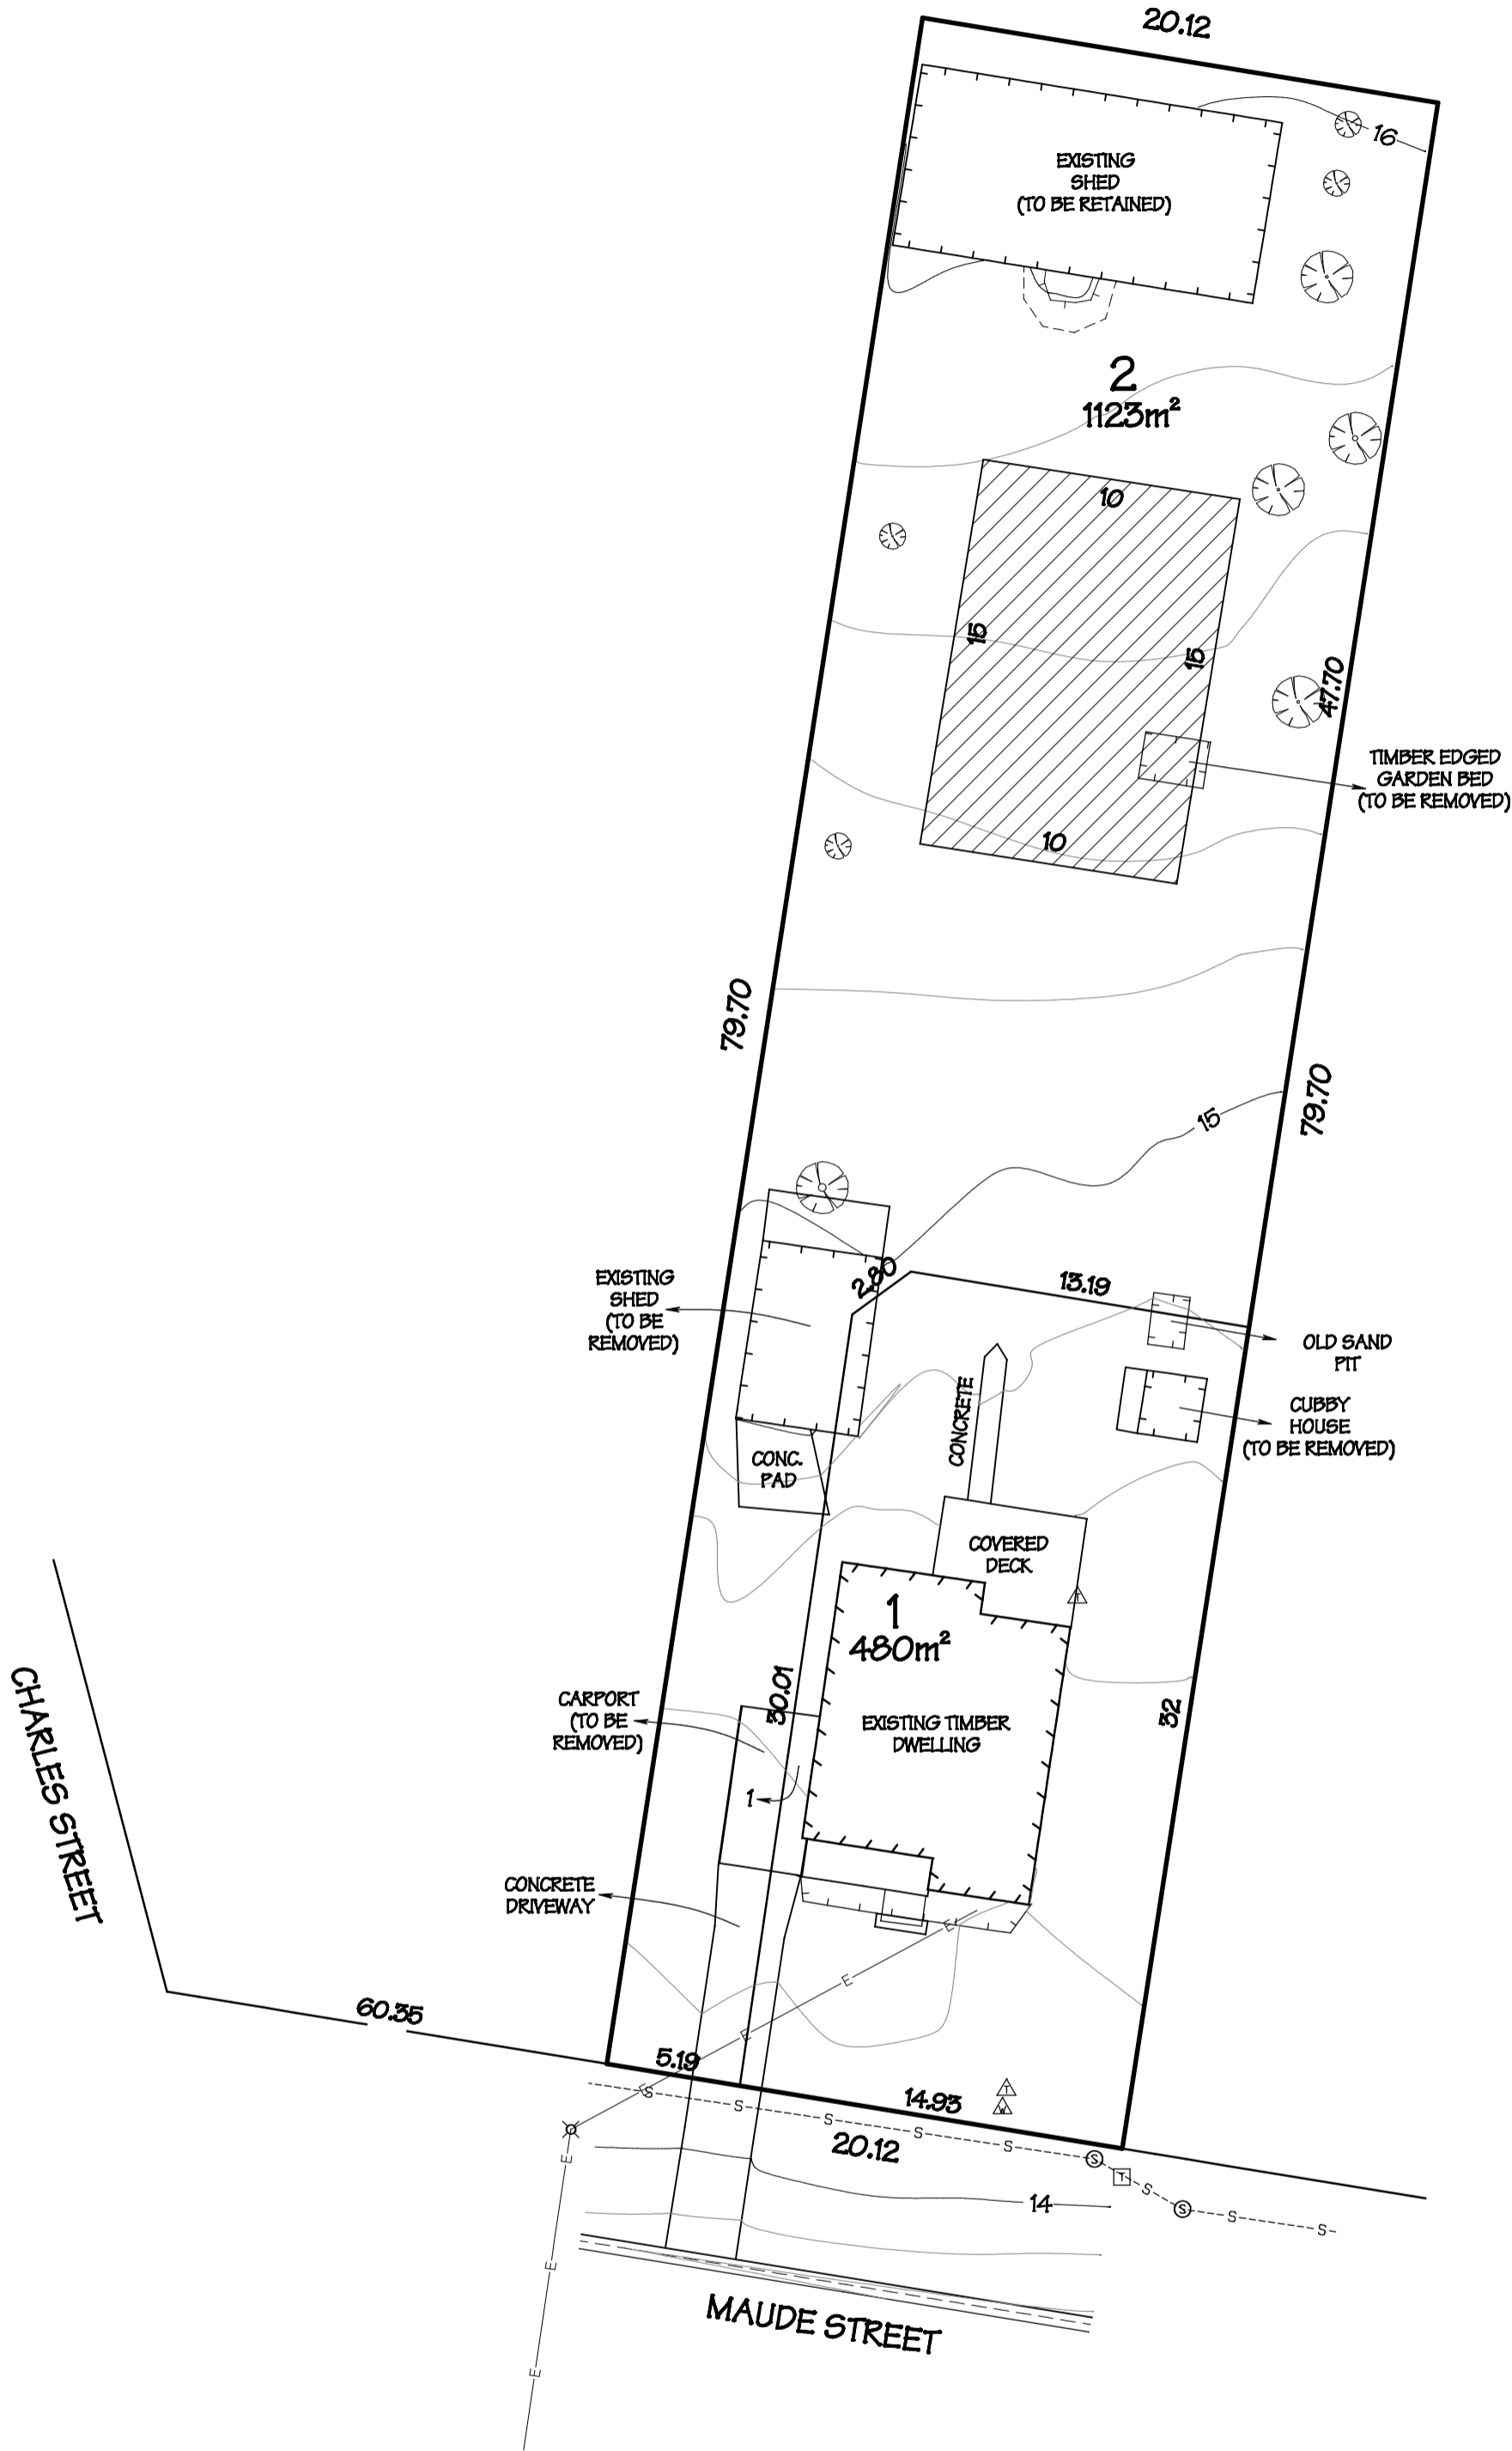 20.12
16
EXISTING
SHED
(TO BE RETAINED)
2
1123m²
10
15
15
47.70
TIMBER EDGED
GARDEN BED
(TO BE REMOVED)
10
79.70
79.70
15
EXISTING
SHED
(TO BE
REMOVED)
2.80
13.19
OLD SAND
PIT
CONCRETE
CUBBY
HOUSE
(TO BE REMOVED)
CONC.
PAD
COVERED
DECK
T
1
480m²
CHARLES STREET
CARPORT
(TO BE
REMOVED)
30.01
EXISTING TIMBER
DWELLING
32
1
CONCRETE
DRIVEWAY
E
E
E
E
60.35
5.19
14.93
T
W
S
S
S
S
S
20.12
S
T
S
S
S
S
14
E
E
E
MAUDE STREET